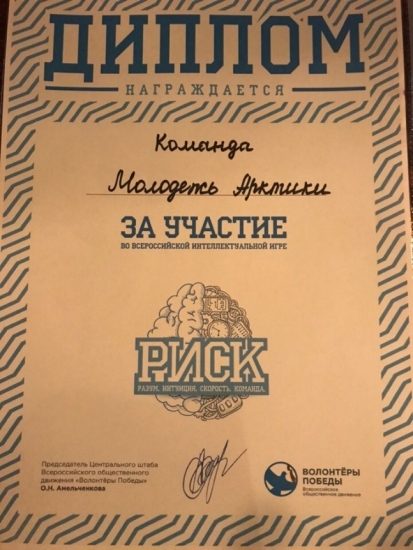 ДИПЛОМ
НАГРАЖДАЕТСЯ
Команда
Молодежь Арктики
ЗА УЧАСТИЕ
ВО ВСЕРОССИЙСКОЙ ИНТЕЛЛЕКТУАЛЬНОЙ ИГРЕ
РИСК
РАЗУМ. ИНТУИЦИЯ. СКОРОСТЬ. КОМАНДА.
Председатель Центрального штаба
Всероссийского общественного
движения «Волонтёры Победы»
О.Н. Амельченкова
ВОЛОНТЁРЫ
ПОБЕДЫ
Всероссийское
общественное движение